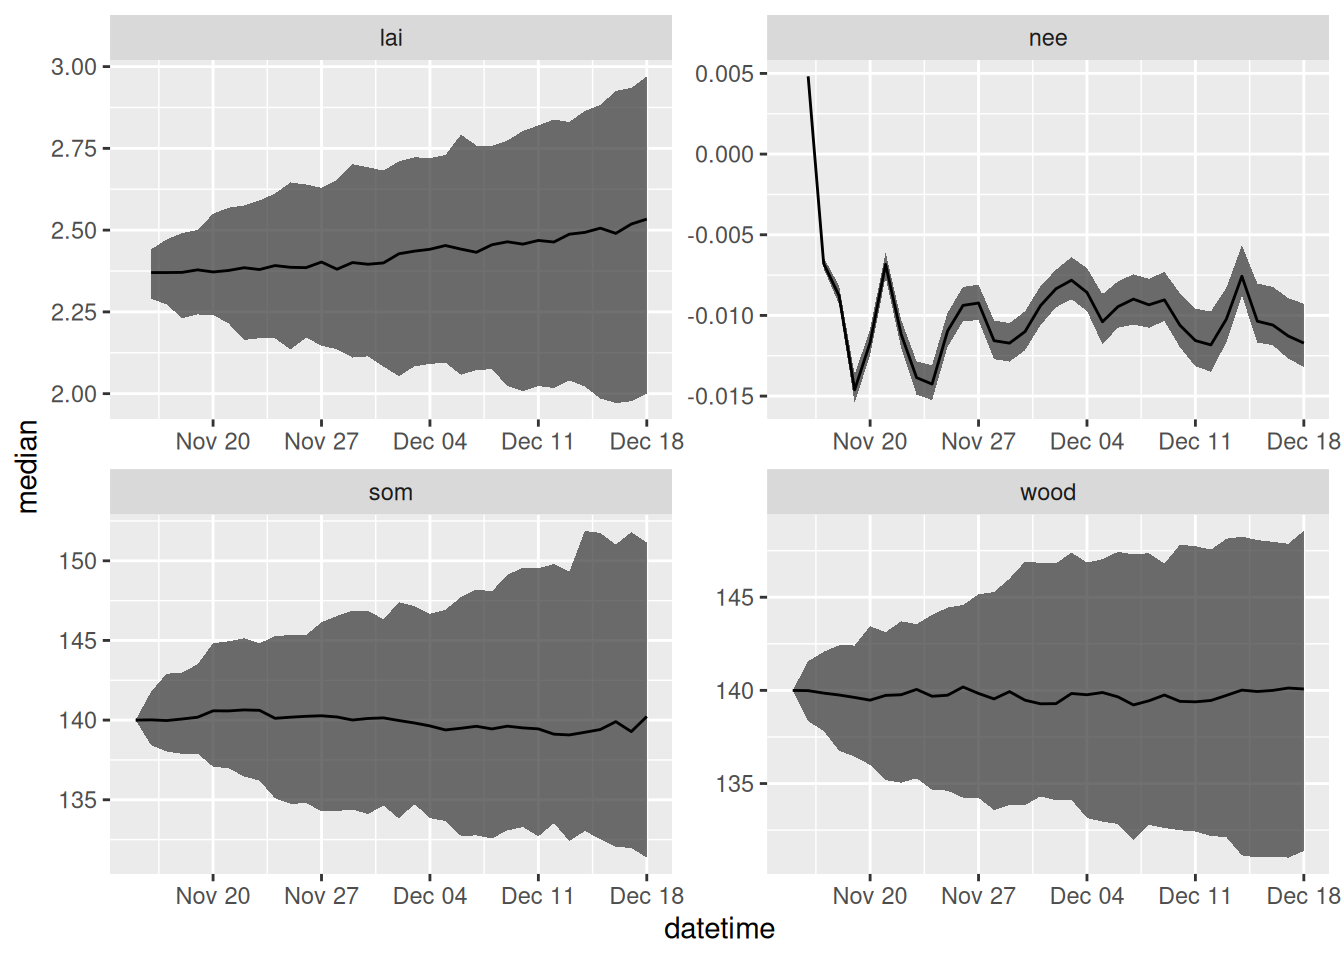 lai
nee
3.00
2.75
2.50
2.25
2.00
0.005
0.000
-0.005
-0.010
-0.015
Nov 20 Nov 27 Dec 04 Dec 11 Dec 18
Nov 20 Nov 27 Dec 04 Dec 11 Dec 18
median
som
wood
150
145
140
135
145
140
135
Nov 20 Nov 27 Dec 04 Dec 11 Dec 18
Nov 20 Nov 27 Dec 04 Dec 11 Dec 18
datetime